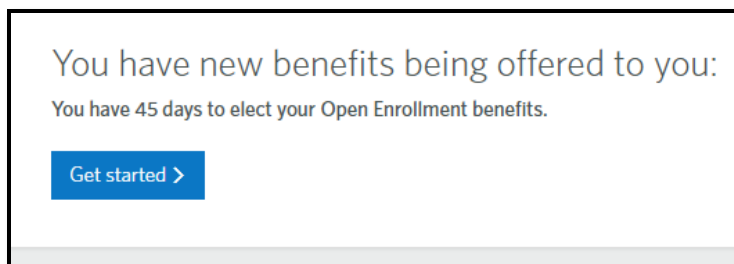 You have new benefits being offered to you:
You have 45 days to elect your Open Enrollment benefits.
Get started >